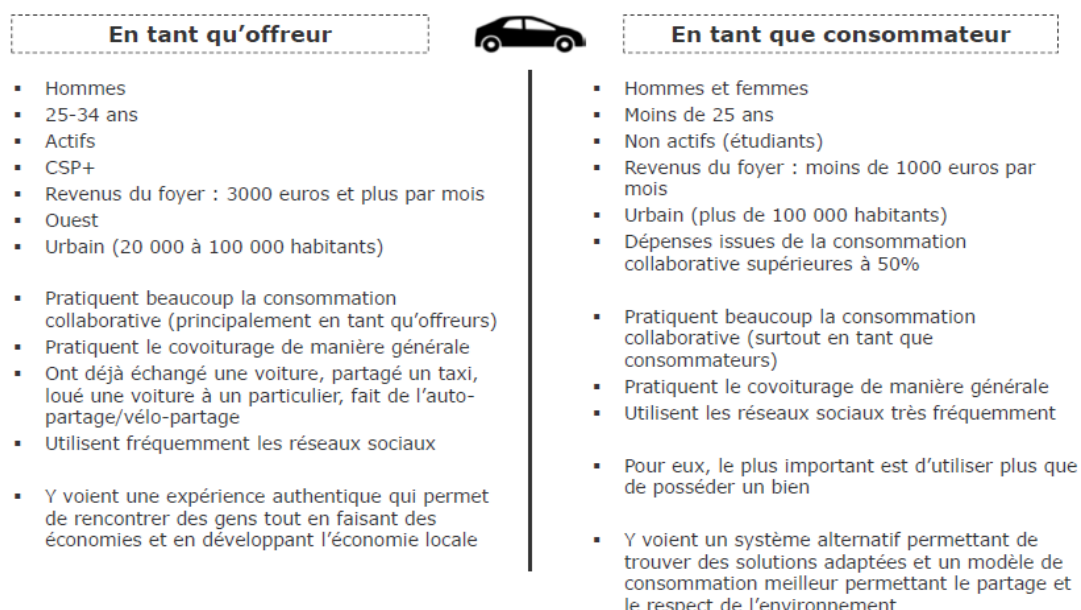 En tant qu'offreur
▪ Hommes
▪ 25-34 ans
▪ Actifs
▪ CSP+
▪ Revenus du foyer : 3000 euros et plus par mois
▪ Ouest
▪ Urbain (20 000 à 100 000 habitants)
▪ Pratiquent beaucoup la consommation
collaborative (principalement en tant qu'offreurs)
▪ Pratiquent le covoiturage de manière générale
▪ Ont déjà échangé une voiture, partagé un taxi,
loué une voiture à un particulier, fait de l'auto-
partage/vélo-partage
▪ Utilisent fréquemment les réseaux sociaux
▪ Y voient une expérience authentique qui permet
de rencontrer des gens tout en faisant des
économies et en développant l'économie locale
En tant que consommateur
▪ Hommes et femmes
▪ Moins de 25 ans
▪ Non actifs (étudiants)
▪ Revenus du foyer : moins de 1000 euros par
mois
▪ Urbain (plus de 100 000 habitants)
▪ Dépenses issues de la consommation
collaborative supérieures à 50%
▪ Pratiquent beaucoup la consommation
collaborative (surtout en tant que
consommateurs)
▪ Pratiquent le covoiturage de manière générale
▪ Utilisent les réseaux sociaux très fréquemment
▪ Pour eux, le plus important est d'utiliser plus que
de posséder un bien
▪ Y voient un système alternatif permettant de
trouver des solutions adaptées et un modèle de
consommation meilleur permettant le partage et
le respect de l'environnement